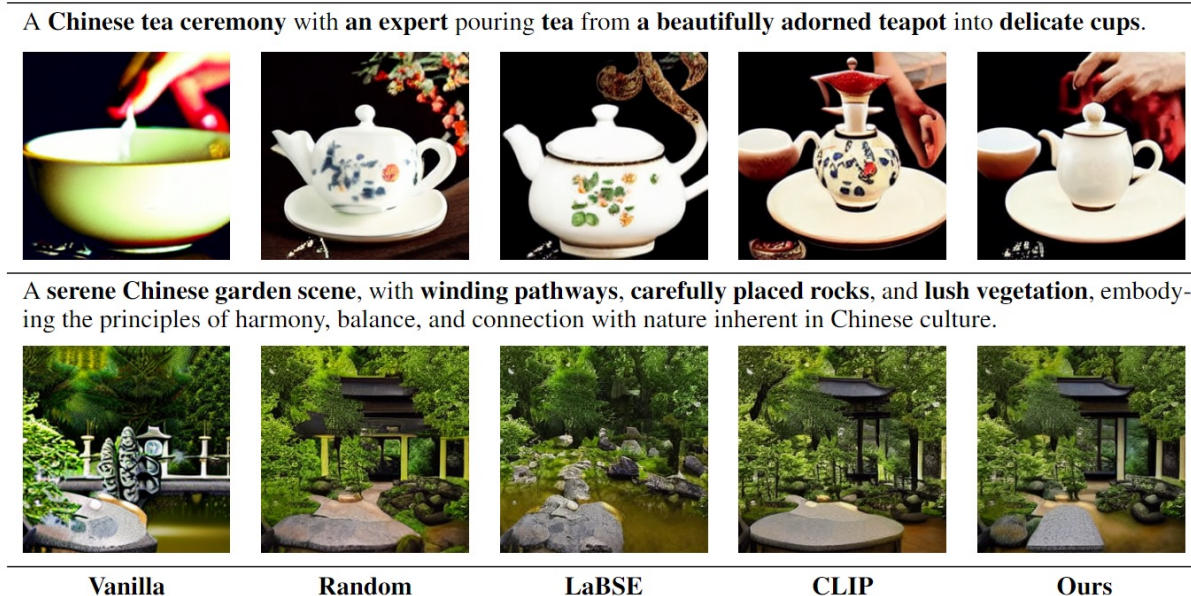 A Chinese tea ceremony with an expert pouring tea from a beautifully adorned teapot into delicate cups.
A serene Chinese garden scene, with winding pathways, carefully placed rocks, and lush vegetation, embody-
ing the principles of harmony, balance, and connection with nature inherent in Chinese culture.
Vanilla Random LaBSE CLIP Ours